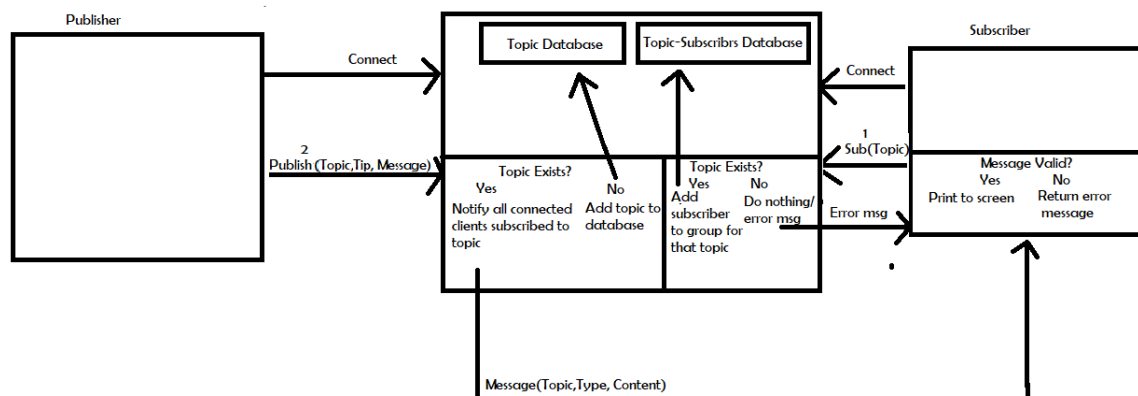 Publisher
Connect
2
Publish (Topic,Tip, Message)
Topic Database
Topic-Subscribrs Database
Topic Exists?
Yes
No
Notify all connected
clients subscribed to
topic
Add topic to
database
Topic Exists?
Yes
No
Add
subscriber
to group for
that topic
Do nothing/
error msg
Message(Topic,Type, Content)
Subscriber
Connect
1
Sub(Topic)
Error msg
Message Valid?
Yes
No
Print to screen
Return error
message